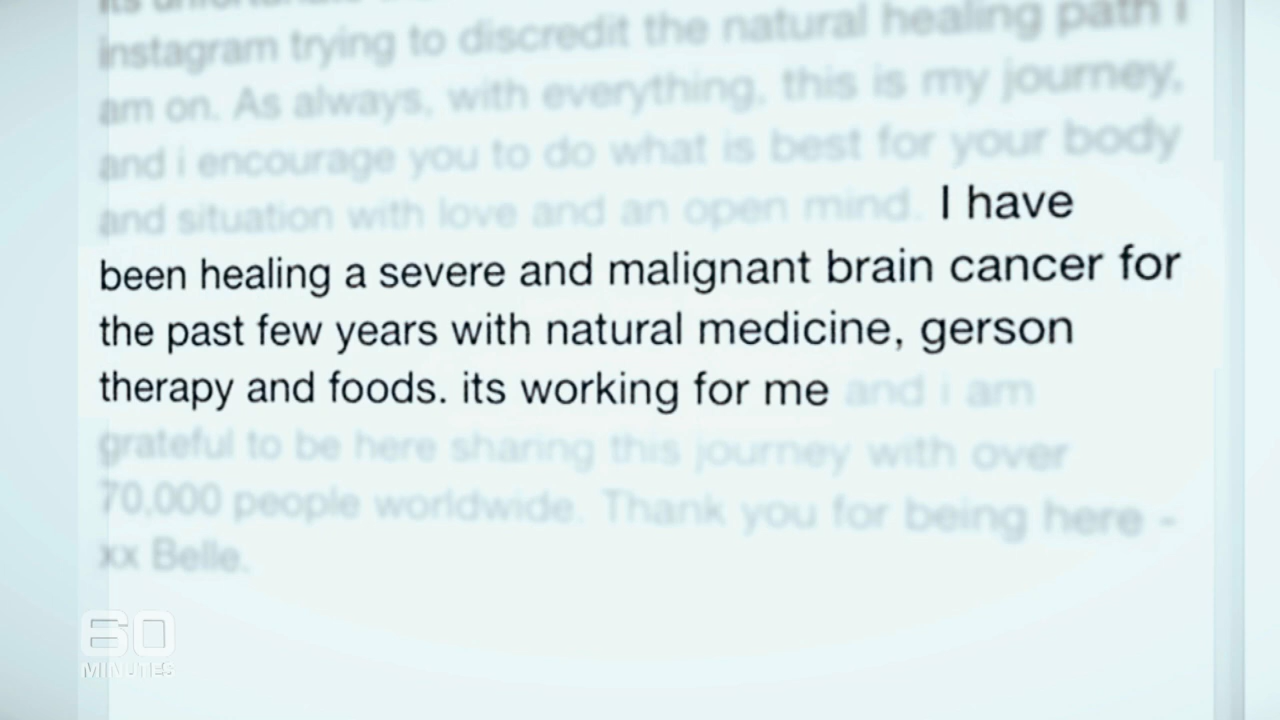 instagram trying to discredit the natural healing path i
am on. As always, with everything, this is my journey,
and i encourage you to do what is best for your body
and situation with love and an open mind. I have
been healing a severe and malignant brain cancer for
the past few years with natural medicine, gerson
therapy and foods. its working for me and i am
grateful to be here sharing this journey with over
70,000 people worldwide. Thank you for being here -
xx Belle.
60
MINUTES